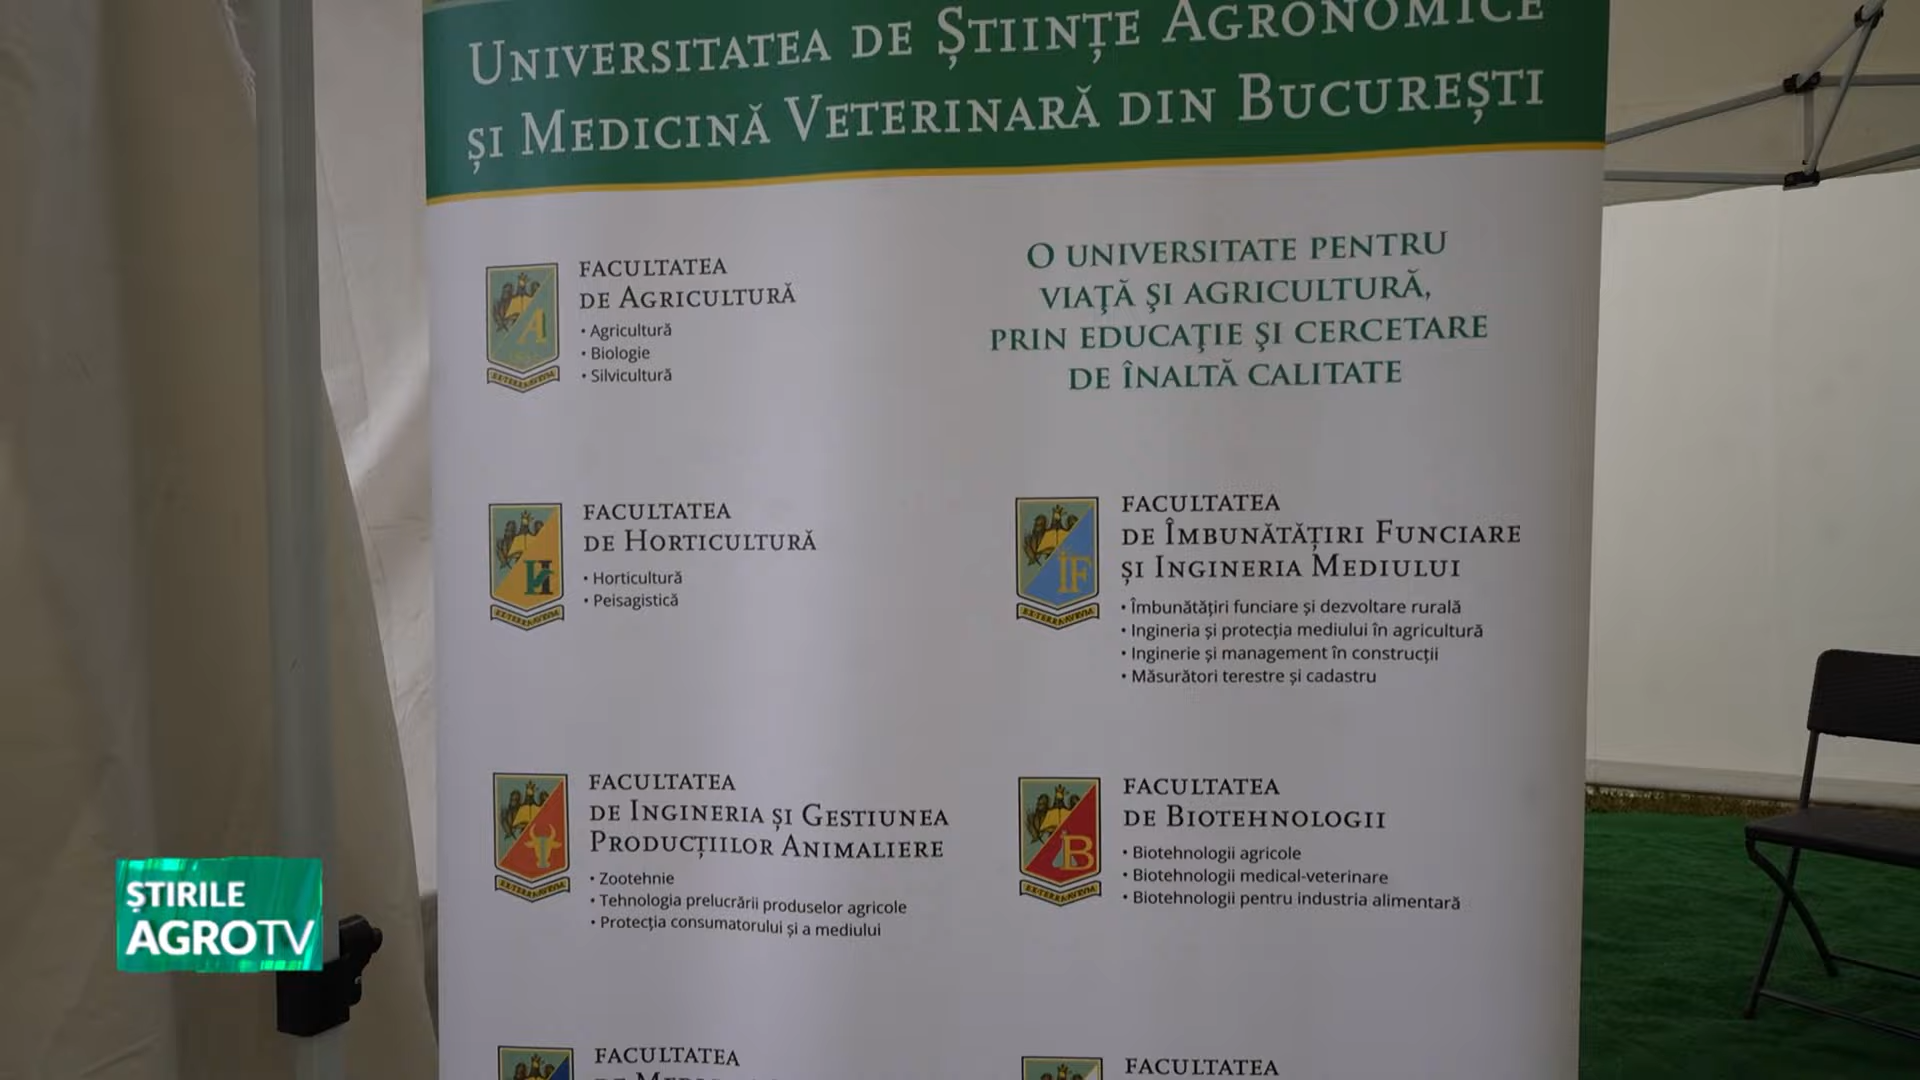 Universitatea de Științe Agronomice
și Medicină Veterinară din București
Facultatea
de Agricultură
• Agricultură
• Biologie
• Silvicultură
O universitate pentru
viaţă şi agricultură,
prin educaţie şi cercetare
de înaltă calitate
Facultatea
de Horticultură
• Horticultură
• Peisagistică
Facultatea
de Îmbunătățiri Funciare
și Ingineria Mediului
• Îmbunătățiri funciare și dezvoltare rurală
• Ingineria și protecția mediului în agricultură
• Inginerie și management în construcții
• Măsurători terestre și cadastru
Facultatea
de Ingineria și Gestiunea
Producțiilor Animaliere
• Zootehnie
• Tehnologia prelucrării produselor agricole
• Protecția consumatorului și a mediului
Facultatea
de Biotehnologii
• Biotehnologii agricole
• Biotehnologii medical-veterinare
• Biotehnologii pentru industria alimentară
Facultatea
Facultatea
ȘTIRILE
AGROTV